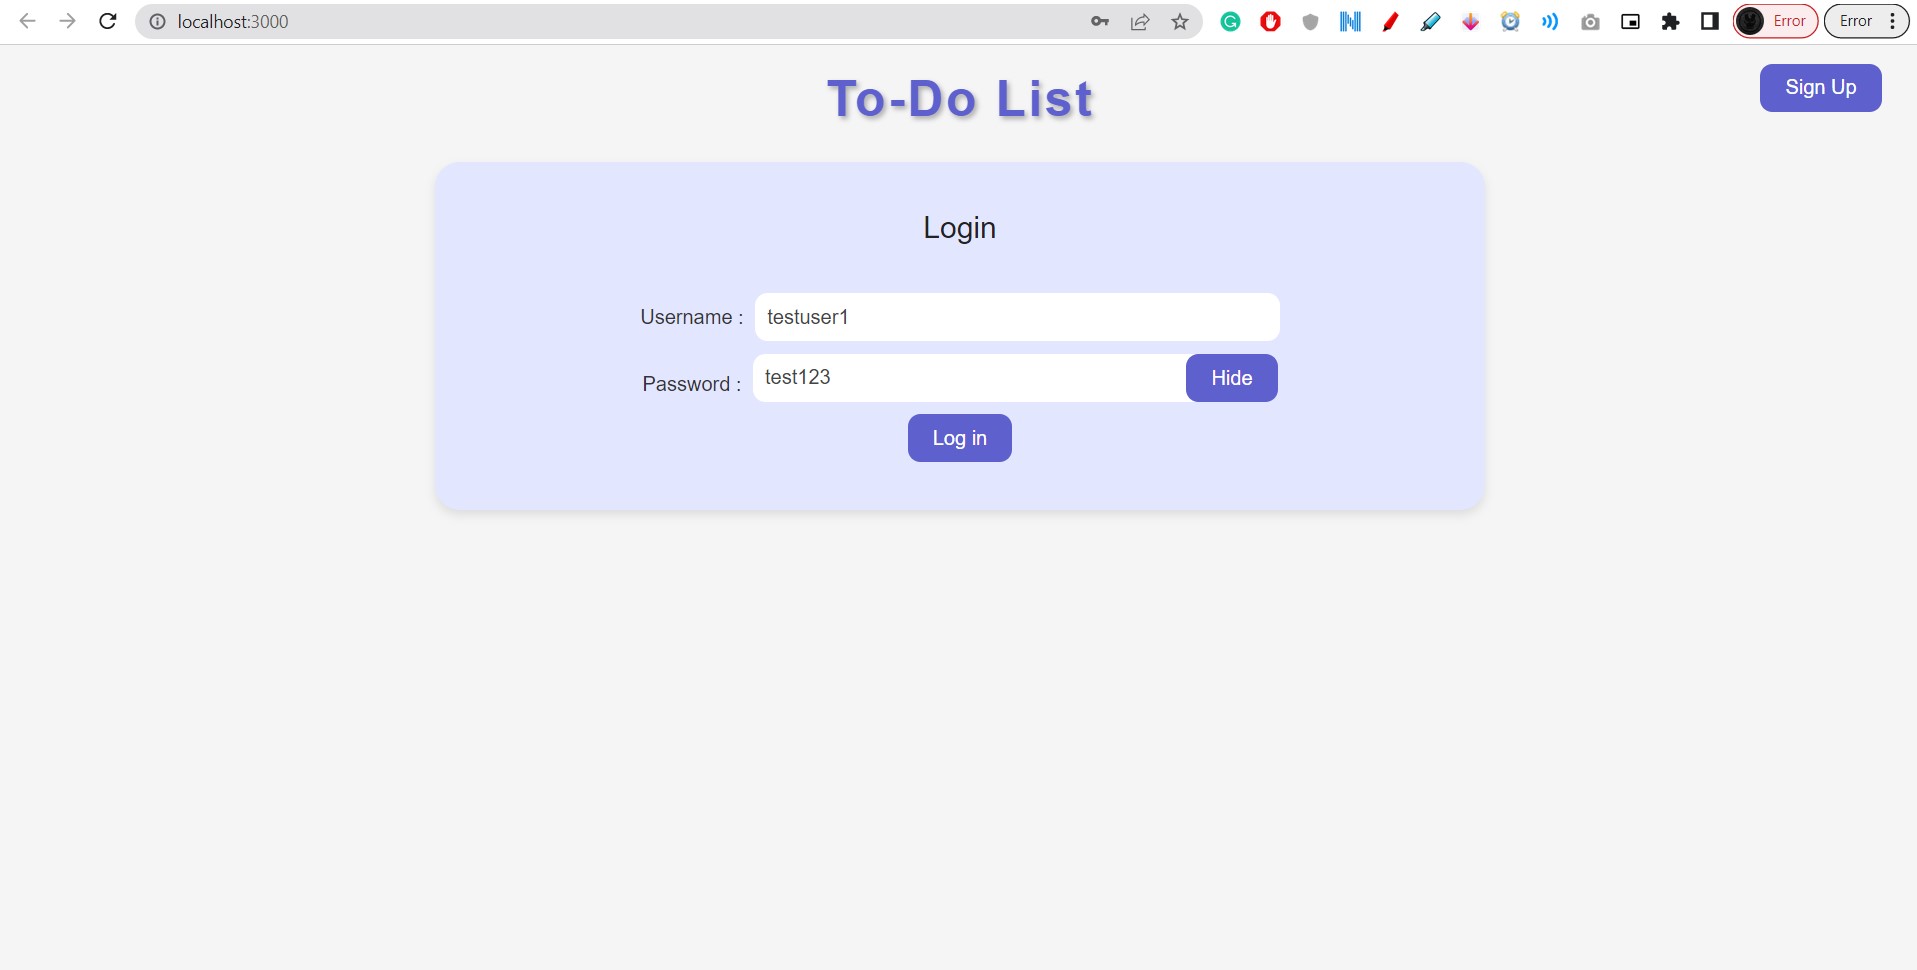 localhost:3000
Error
Error
To-Do List
Sign Up
Login
Username :
testuser1
Password :
test123
Hide
Log in